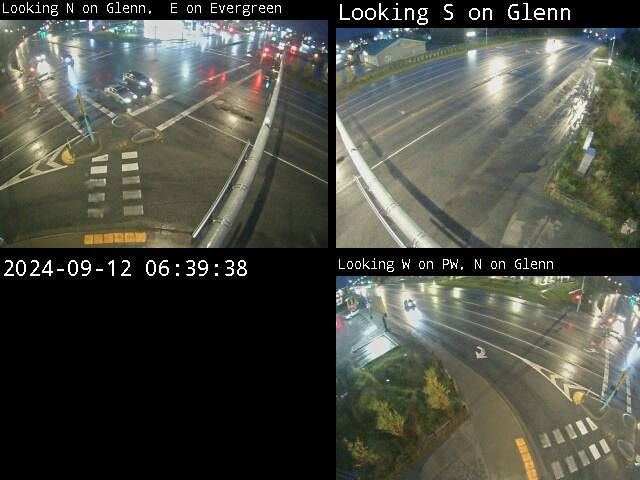 Looking N on Glenn,  E on Evergreen
Looking S on Glenn
2024-09-12 06:39:38
Looking W on PW, N on Glenn